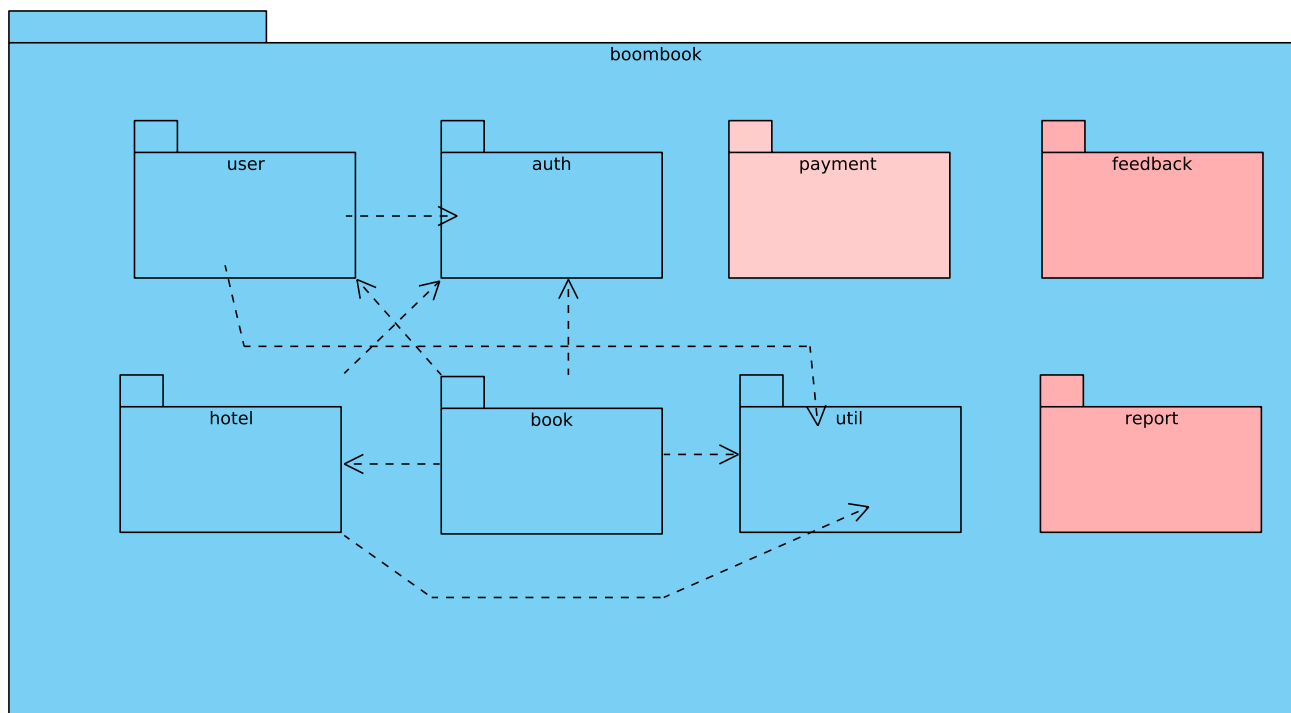 boombook
user
auth
payment
feedback
hotel
book
util
report